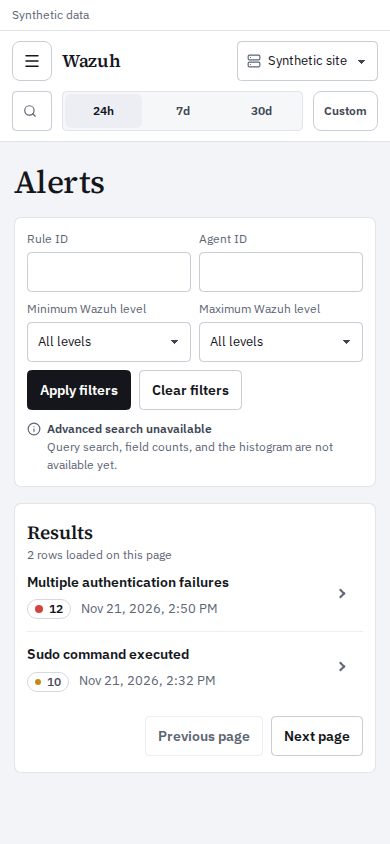 Synthetic data
Wazuh
Synthetic site
24h
7d
30d
Custom
Alerts
Rule ID
Agent ID
Minimum Wazuh level
Maximum Wazuh level
All levels
All levels
Apply filters
Clear filters
Advanced search unavailable
Query search, field counts, and the histogram are not
available yet.
Results
2 rows loaded on this page
Multiple authentication failures
12
Nov 21, 2026, 2:50 PM
Sudo command executed
10
Nov 21, 2026, 2:32 PM
Previous page
Next page